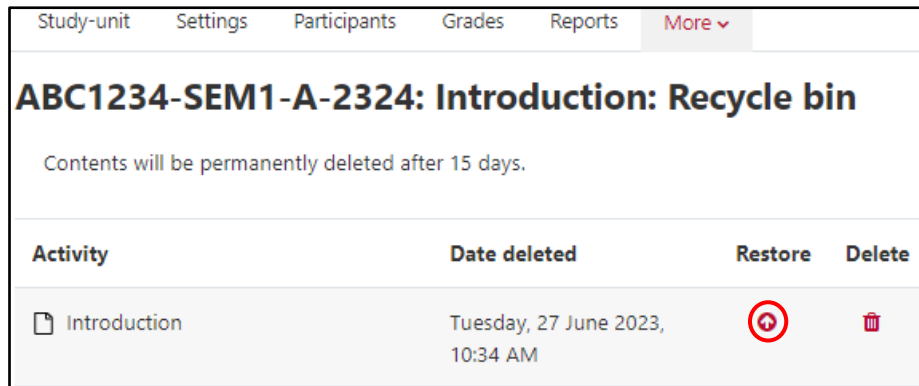 Study-unit Settings Participants Grades Reports More
ABC1234-SEM1-A-2324: Introduction: Recycle bin
Contents will be permanently deleted after 15 days.
Activity Date deleted Restore Delete
Introduction Tuesday, 27 June 2023,
10:34 AM